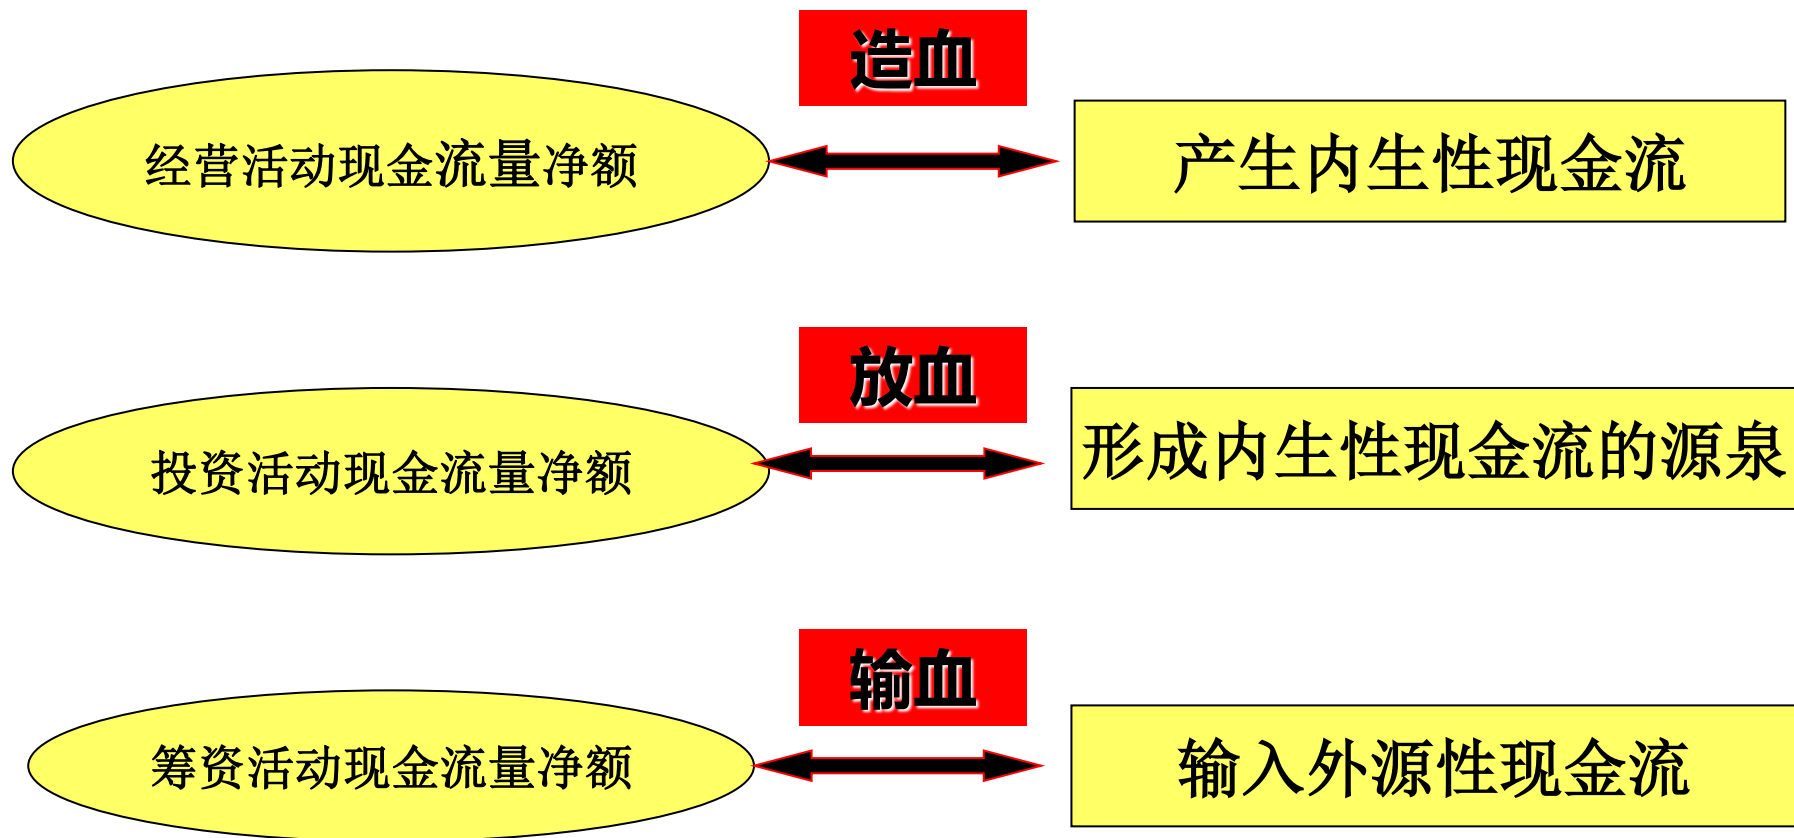 造血
经营活动现金流量净额
产生内生性现金流
放血
投资活动现金流量净额
形成内生性现金流的源泉
输血
筹资活动现金流量净额
输入外源性现金流